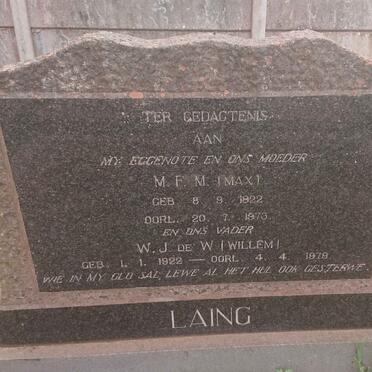 TER GEDAGTENIS
AAN
MY EGGENOTE EN ONS MOEDER
M. F. M. (MAX)
GEB. 8. 9. 1922
OORL. 20. 7. 1973.
EN ONS VADER
W. J. DE W. (WILLEM)
GEB. 1. 1. 1922 — OORL. 4. 4. 1979.
WIE IN MY GLO SAL LEWE AL HET HUL OOK GESTERWE.
LAING